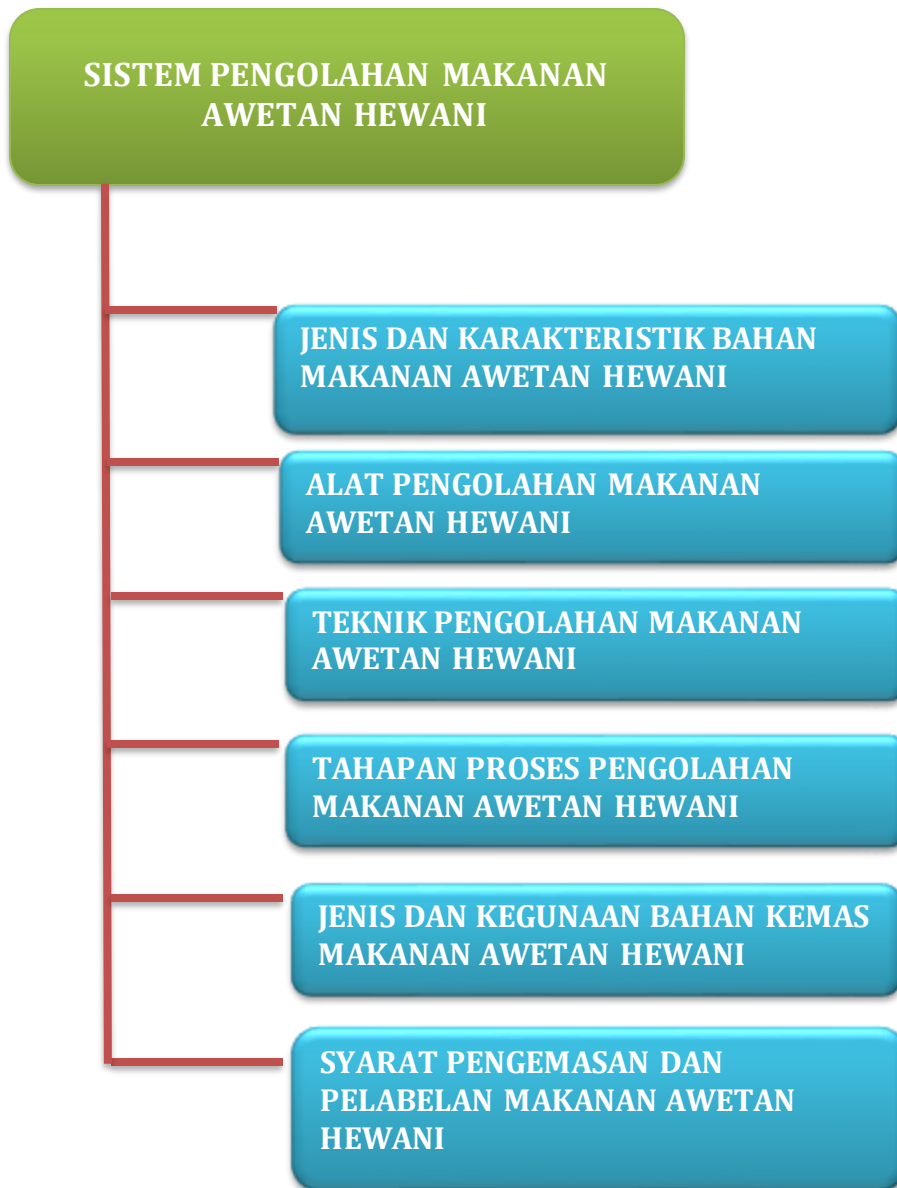 SISTEM PENGOLAHAN MAKANAN
AWETAN HEWANI
JENIS DAN KARAKTERISTIK BAHAN
MAKANAN AWETAN HEWANI
ALAT PENGOLAHAN MAKANAN
AWETAN HEWANI
TEKNIK PENGOLAHAN MAKANAN
AWETAN HEWANI
TAHAPAN PROSES PENGOLAHAN
MAKANAN AWETAN HEWANI
JENIS DAN KEGUNAAN BAHAN KEMAS
MAKANAN AWETAN HEWANI
SYARAT PENGEMASAN DAN
PELABELAN MAKANAN AWETAN
HEWANI